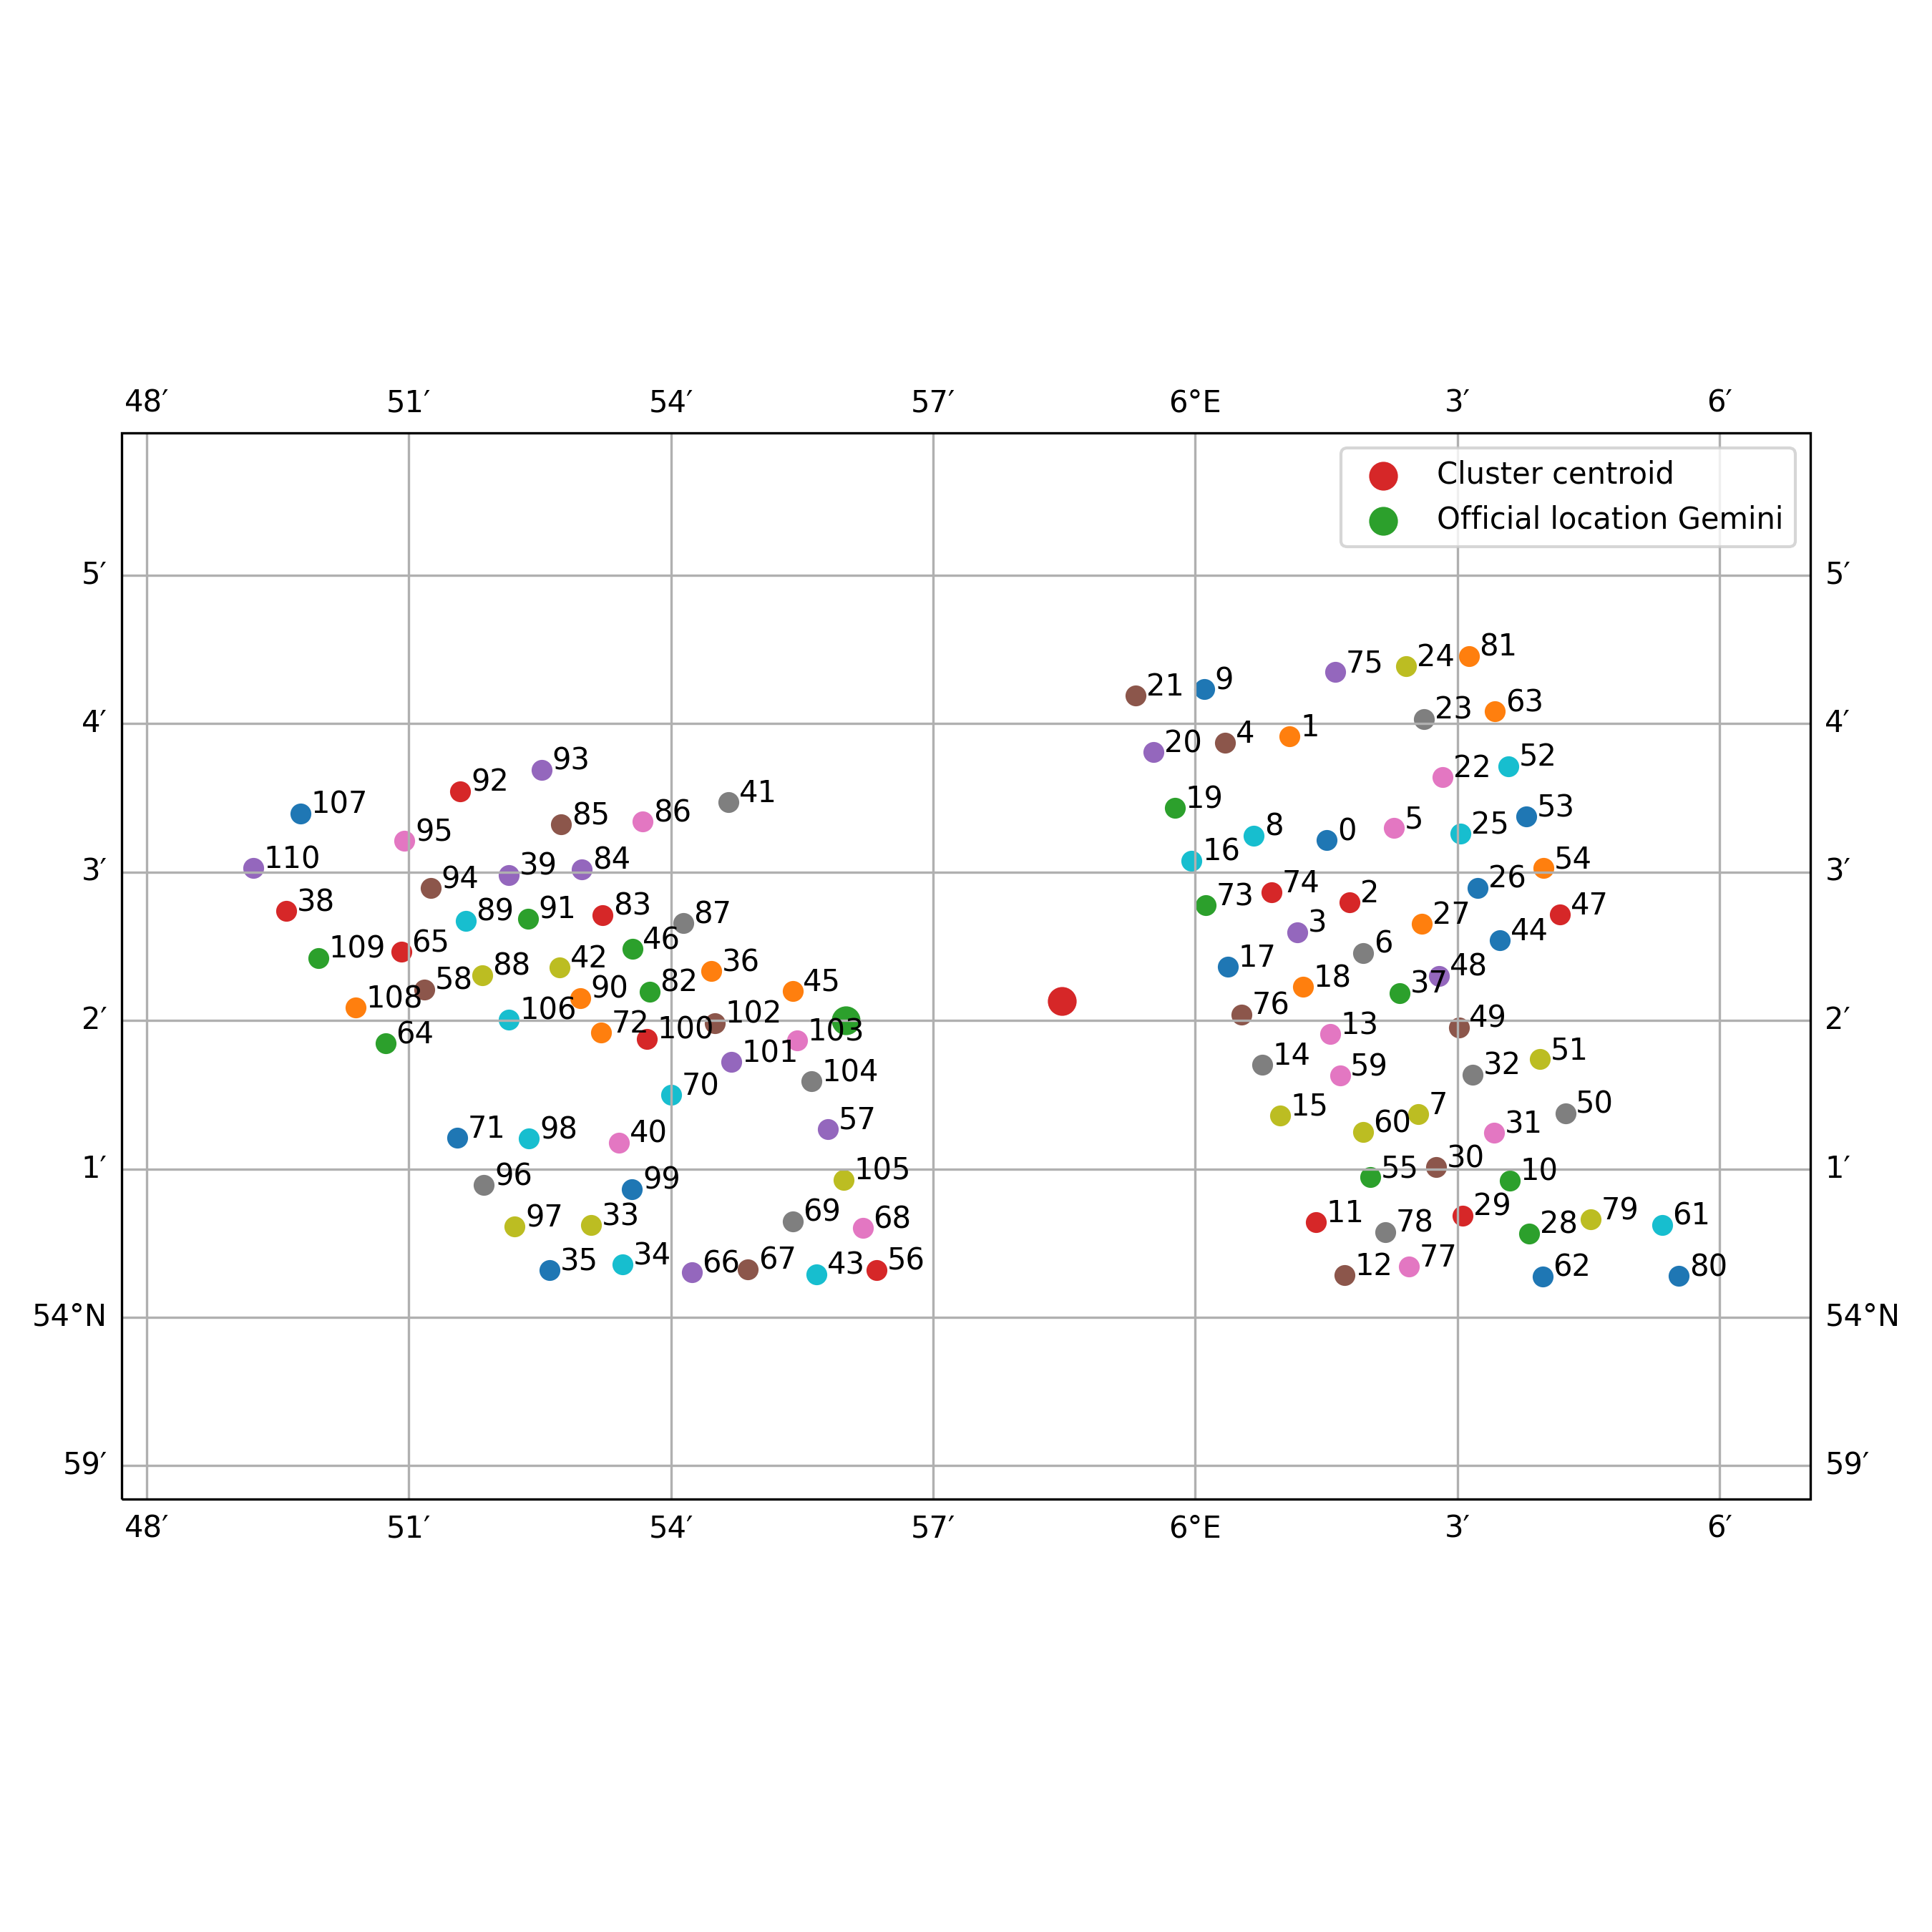 48′ 51′ 54′ 57′ 6°E 3′ 6′
Cluster centroid
Official location Gemini
5′ 5′
81
75 24
21 9
63
4′ 23 4′
1
20 4
52
93 22
92
41
107 86 19 53
85 8 0 5 25
95
110 39 84 16 54
3′ 94 74 26 3′
38 83 73 2 47
89 91 87 27
109 65 46 3 44
88 42 36 17 6 48
58 82 45 18 37
108 90
106 102 76
2′ 64 72 100 103 13 49 2′
101 14 51
70 104 59 32
15 7 50
71 98 40 57 60 31
1′ 96 99 105 55 30 10 1′
97 33 69 68 11 78 29 28 79 61
35 34 66 67 43 56 12 77 62 80
54°N 54°N
59′ 59′
48′ 51′ 54′ 57′ 6°E 3′ 6′